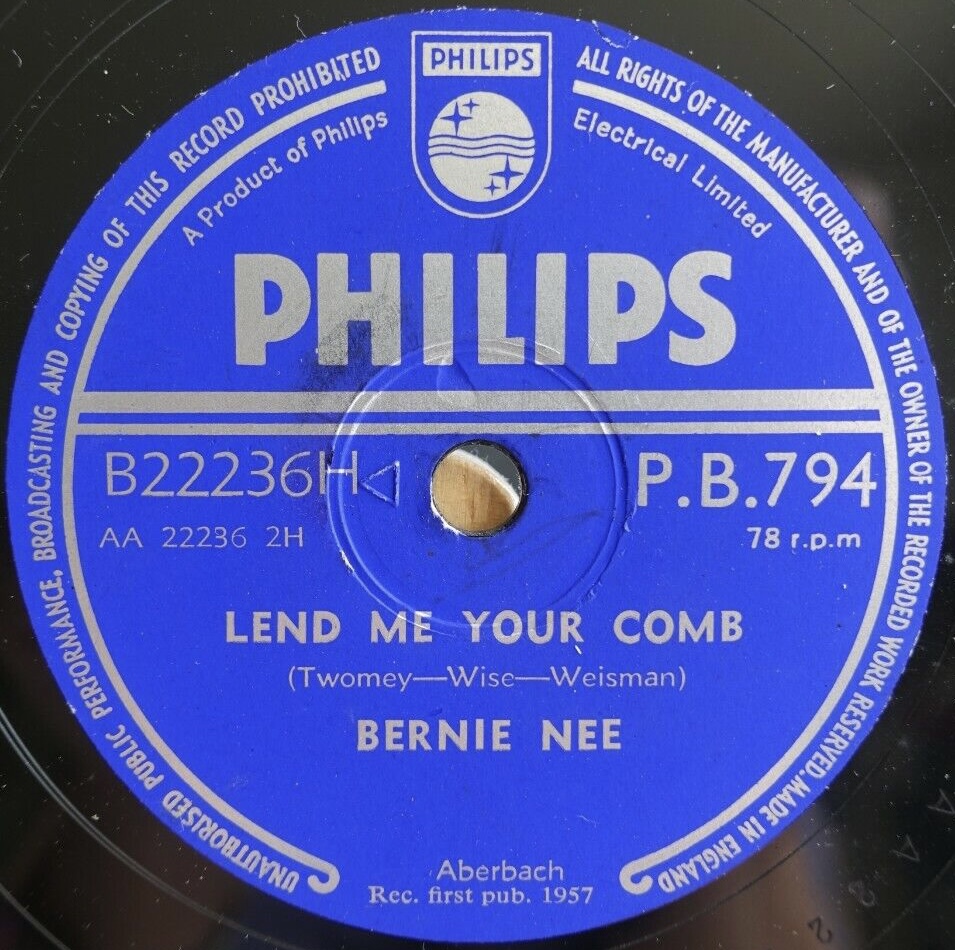 PHILIPS
UNAUTHORISED PUBLIC PERFORMANCE, BROADCASTING AND COPYING OF THIS RECORD PROHIBITED
ALL RIGHTS OF THE MANUFACTURER AND OF THE OWNER OF THE RECORDED WORK RESERVED. MADE IN ENGLAND
A Product of Philips
Electrical Limited
PHILIPS
B22236H
P.B.794
AA 22236 2H
78 r.p.m
LEND ME YOUR COMB
(Twomey—Wise—Weisman)
BERNIE NEE
Aberbach
Rec. first pub. 1957